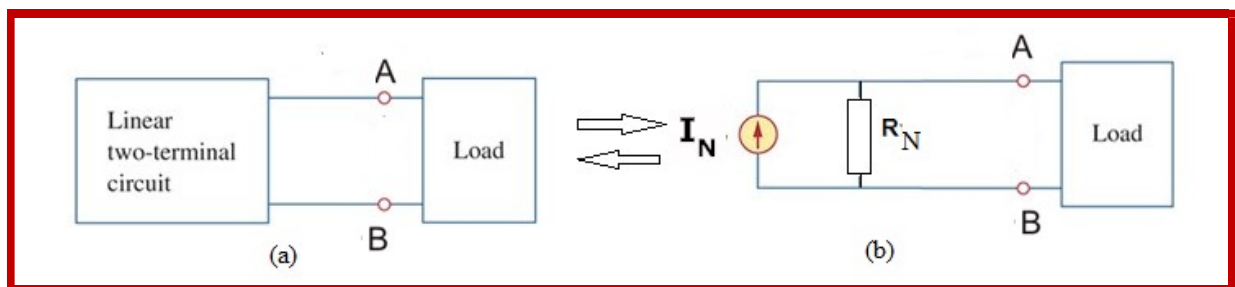 Linear
two-terminal
circuit
A
B
Load
(a)
I_N
R_N
A
B
Load
(b)